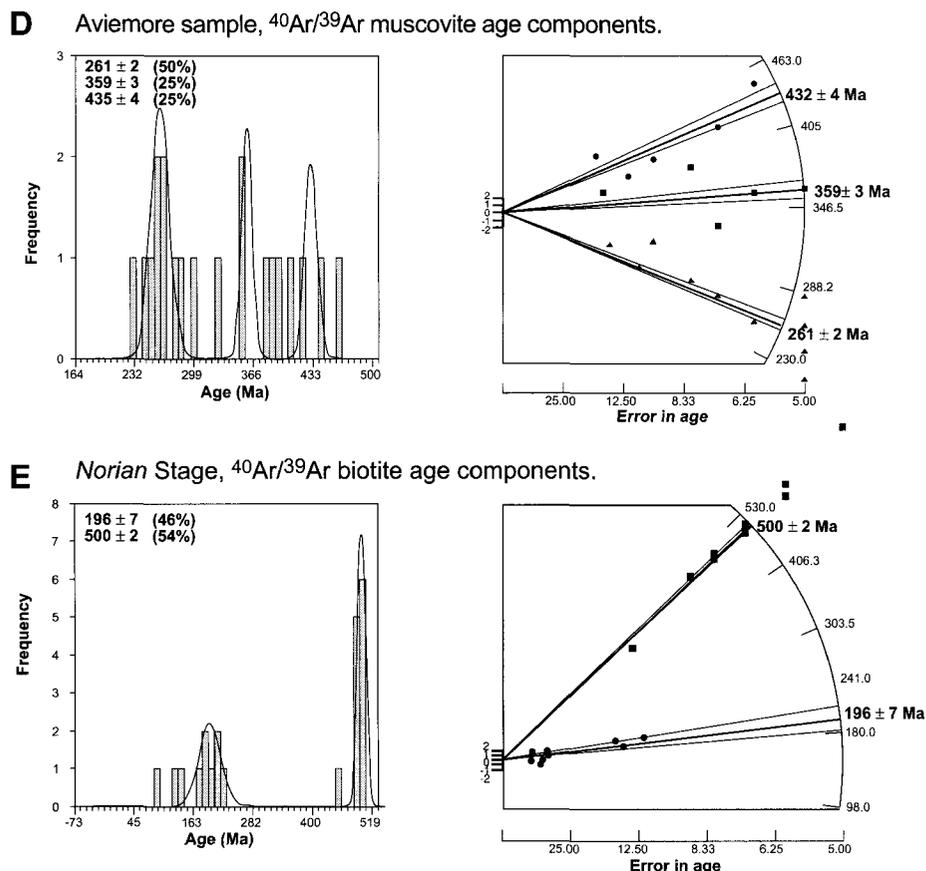 D Aviemore sample, 40Ar/39Ar muscovite age components.
3
261 ± 2 (50%)
359 ± 3 (25%)
435 ± 4 (25%)
2
1
0
Frequency
164 232 299 366 433 500
Age (Ma)
463.0
432 ± 4 Ma
405
359± 3 Ma
346.5
288.2
261 ± 2 Ma
230.0
2
1
0
-1
-2
25.00 12.50 8.33 6.25 5.00
Error in age
E Norian Stage, 40Ar/39Ar biotite age components.
8
196 ± 7 (46%)
500 ± 2 (54%)
7
6
5
4
3
2
1
0
Frequency
-73 45 163 282 400 519
Age (Ma)
530.0
500 ± 2 Ma
406.3
303.5
241.0
196 ± 7 Ma
180.0
98.0
2
1
0
-1
-2
25.00 12.50 8.33 6.25 5.00
Error in age